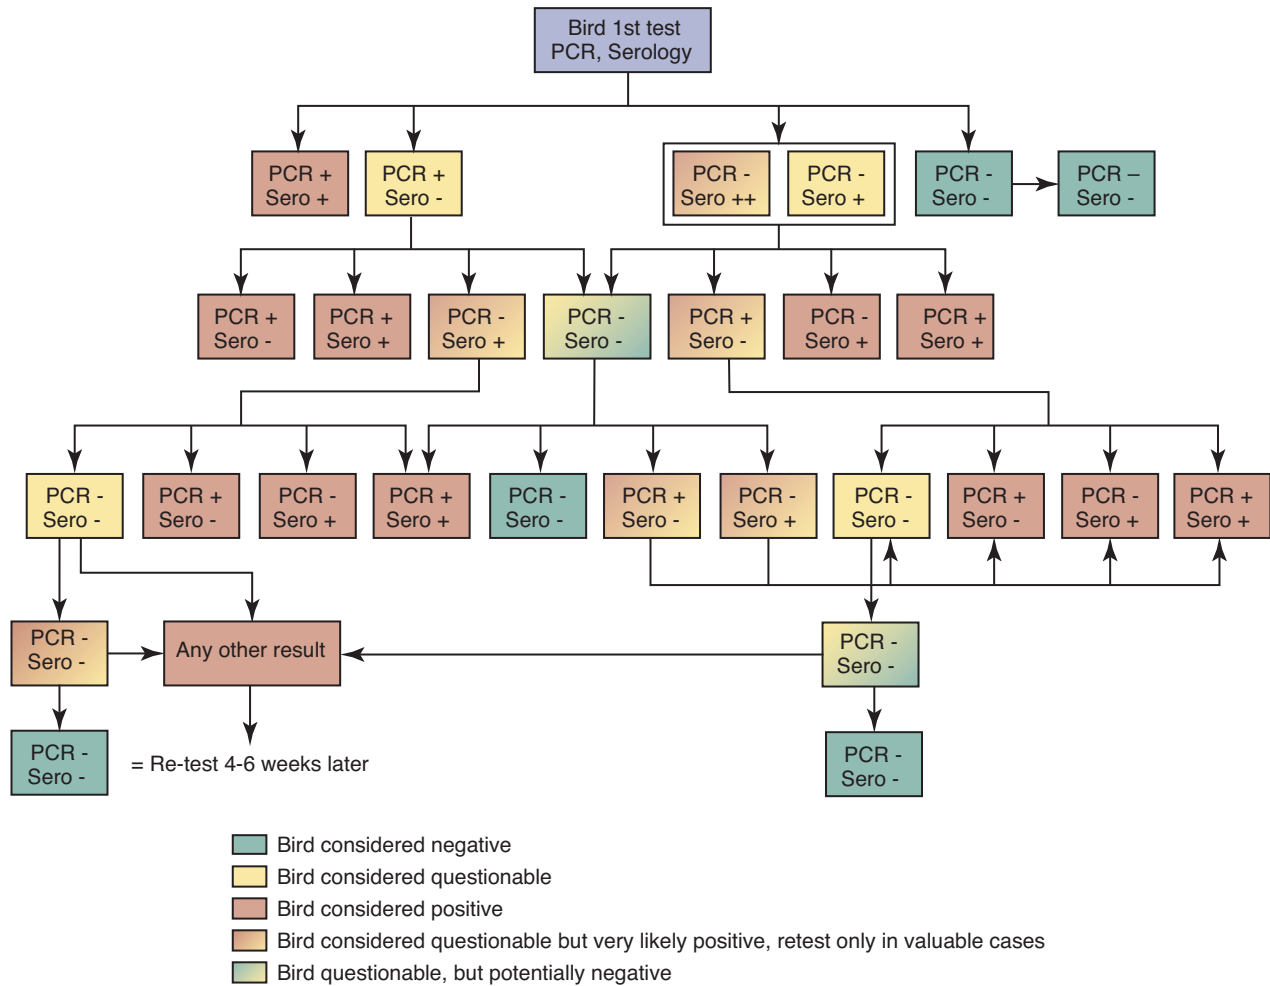 Bird 1st test
PCR, Serology
PCR +
Sero +
PCR +
Sero -
PCR -
Sero ++
PCR -
Sero +
PCR -
Sero -
PCR –
Sero -
PCR +
Sero -
PCR +
Sero +
PCR -
Sero +
PCR -
Sero -
PCR +
Sero -
PCR -
Sero +
PCR +
Sero +
PCR -
Sero -
PCR +
Sero -
PCR -
Sero +
PCR +
Sero +
PCR -
Sero -
PCR +
Sero -
PCR -
Sero +
PCR -
Sero -
PCR +
Sero -
PCR -
Sero +
PCR +
Sero +
PCR -
Sero -
Any other result
PCR -
Sero -
PCR -
Sero -
= Re-test 4-6 weeks later
PCR -
Sero -
Bird considered negative
Bird considered questionable
Bird considered positive
Bird considered questionable but very likely positive, retest only in valuable cases
Bird questionable, but potentially negative